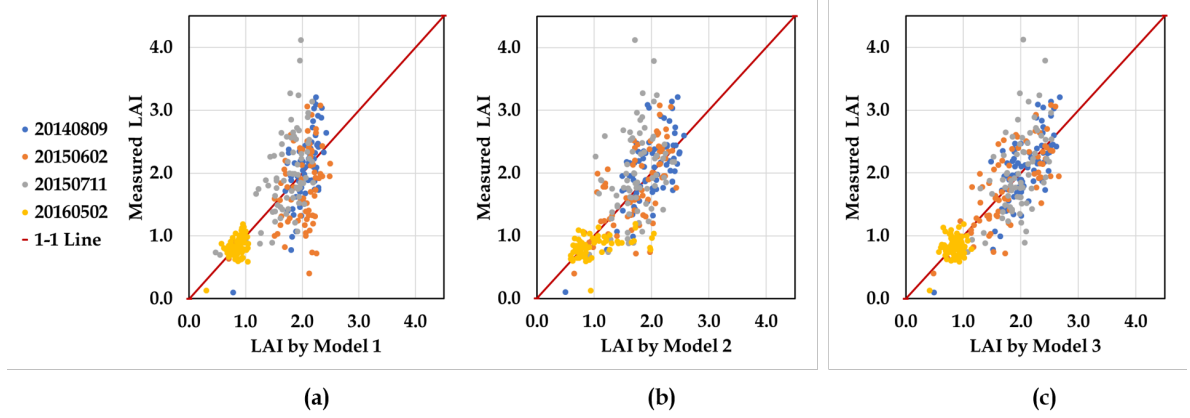 20140809
20150602
20150711
20160502
1-1 Line
Measured LAI
4.0
3.0
2.0
1.0
0.0
0.0 1.0 2.0 3.0 4.0
LAI by Model 1
(a)
Measured LAI
4.0
3.0
2.0
1.0
0.0
0.0 1.0 2.0 3.0 4.0
LAI by Model 2
(b)
Measured LAI
4.0
3.0
2.0
1.0
0.0
0.0 1.0 2.0 3.0 4.0
LAI by Model 3
(c)